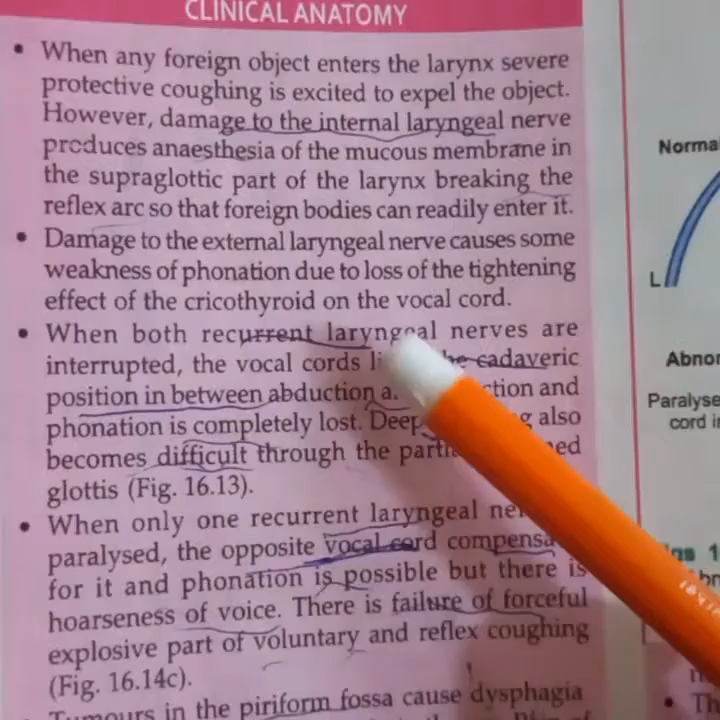 CLINICAL ANATOMY
• When any foreign object enters the larynx severe
protective coughing is excited to expel the object.
However, damage to the internal laryngeal nerve
produces anaesthesia of the mucous membrane in
the supraglottic part of the larynx breaking the
reflex arc so that foreign bodies can readily enter it.
• Damage to the external laryngeal nerve causes some
weakness of phonation due to loss of the tightening
effect of the cricothyroid on the vocal cord.
• When both recurrent laryngeal nerves are
interrupted, the vocal cords cadaveric
position in between abduction and
phonation is completely lost. Deep also
becomes difficult through the
glottis (Fig. 16.13).
• When only one recurrent laryngeal
paralysed, the opposite vocal cord
for it and phonation is possible but there is
hoarseness of voice. There is failure of forceful
explosive part of voluntary and reflex coughing
(Fig. 16.14c).
Tumours in the piriform fossa cause dysphagia
L
cord